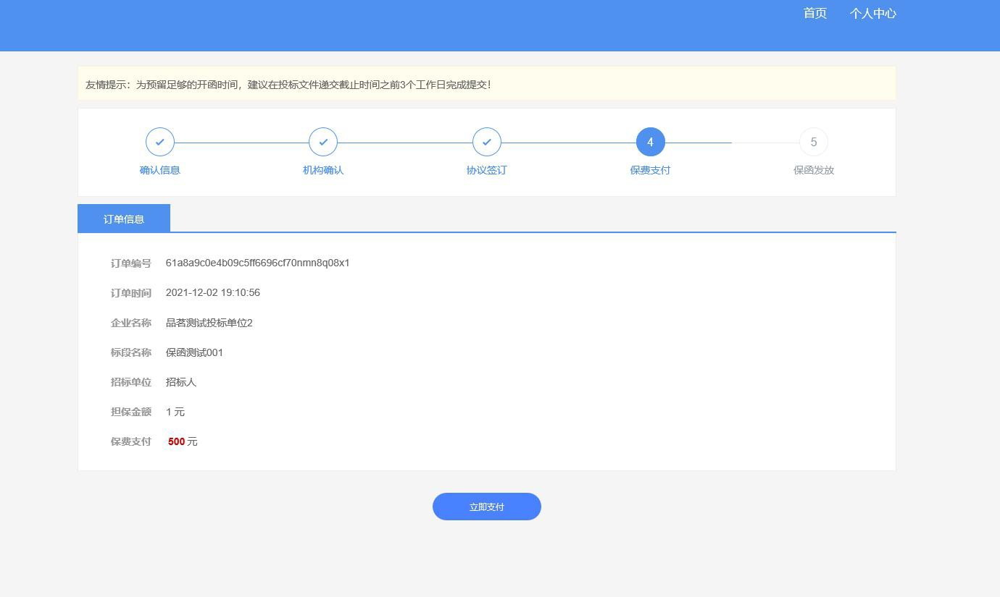 首页 个人中心
友情提示：为预留足够的开函时间，建议在投标文件递交截止时间之前3个工作日完成提交！
4 5
确认信息 机构确认 协议签订 保费支付 保函发放
订单信息
订单编号 61a8a9c0e4b09c5ff6696cf70nmn8q08x1
订单时间 2021-12-02 19:10:56
企业名称 品茗测试投标单位2
标段名称 保函测试001
招标单位 招标人
担保金额 1 元
保费支付 500 元
立即支付